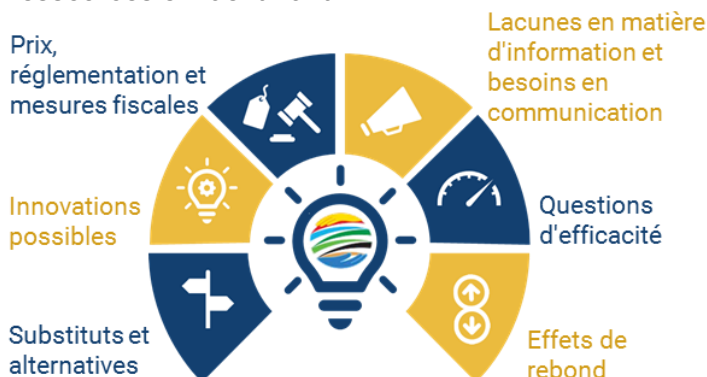 Prix,
réglementation et
mesures fiscales
Lacunes en matière
d'information et
besoins en
communication
Innovations
possibles
Questions
d'efficacité
Substituts et
alternatives
Effets de
rebond